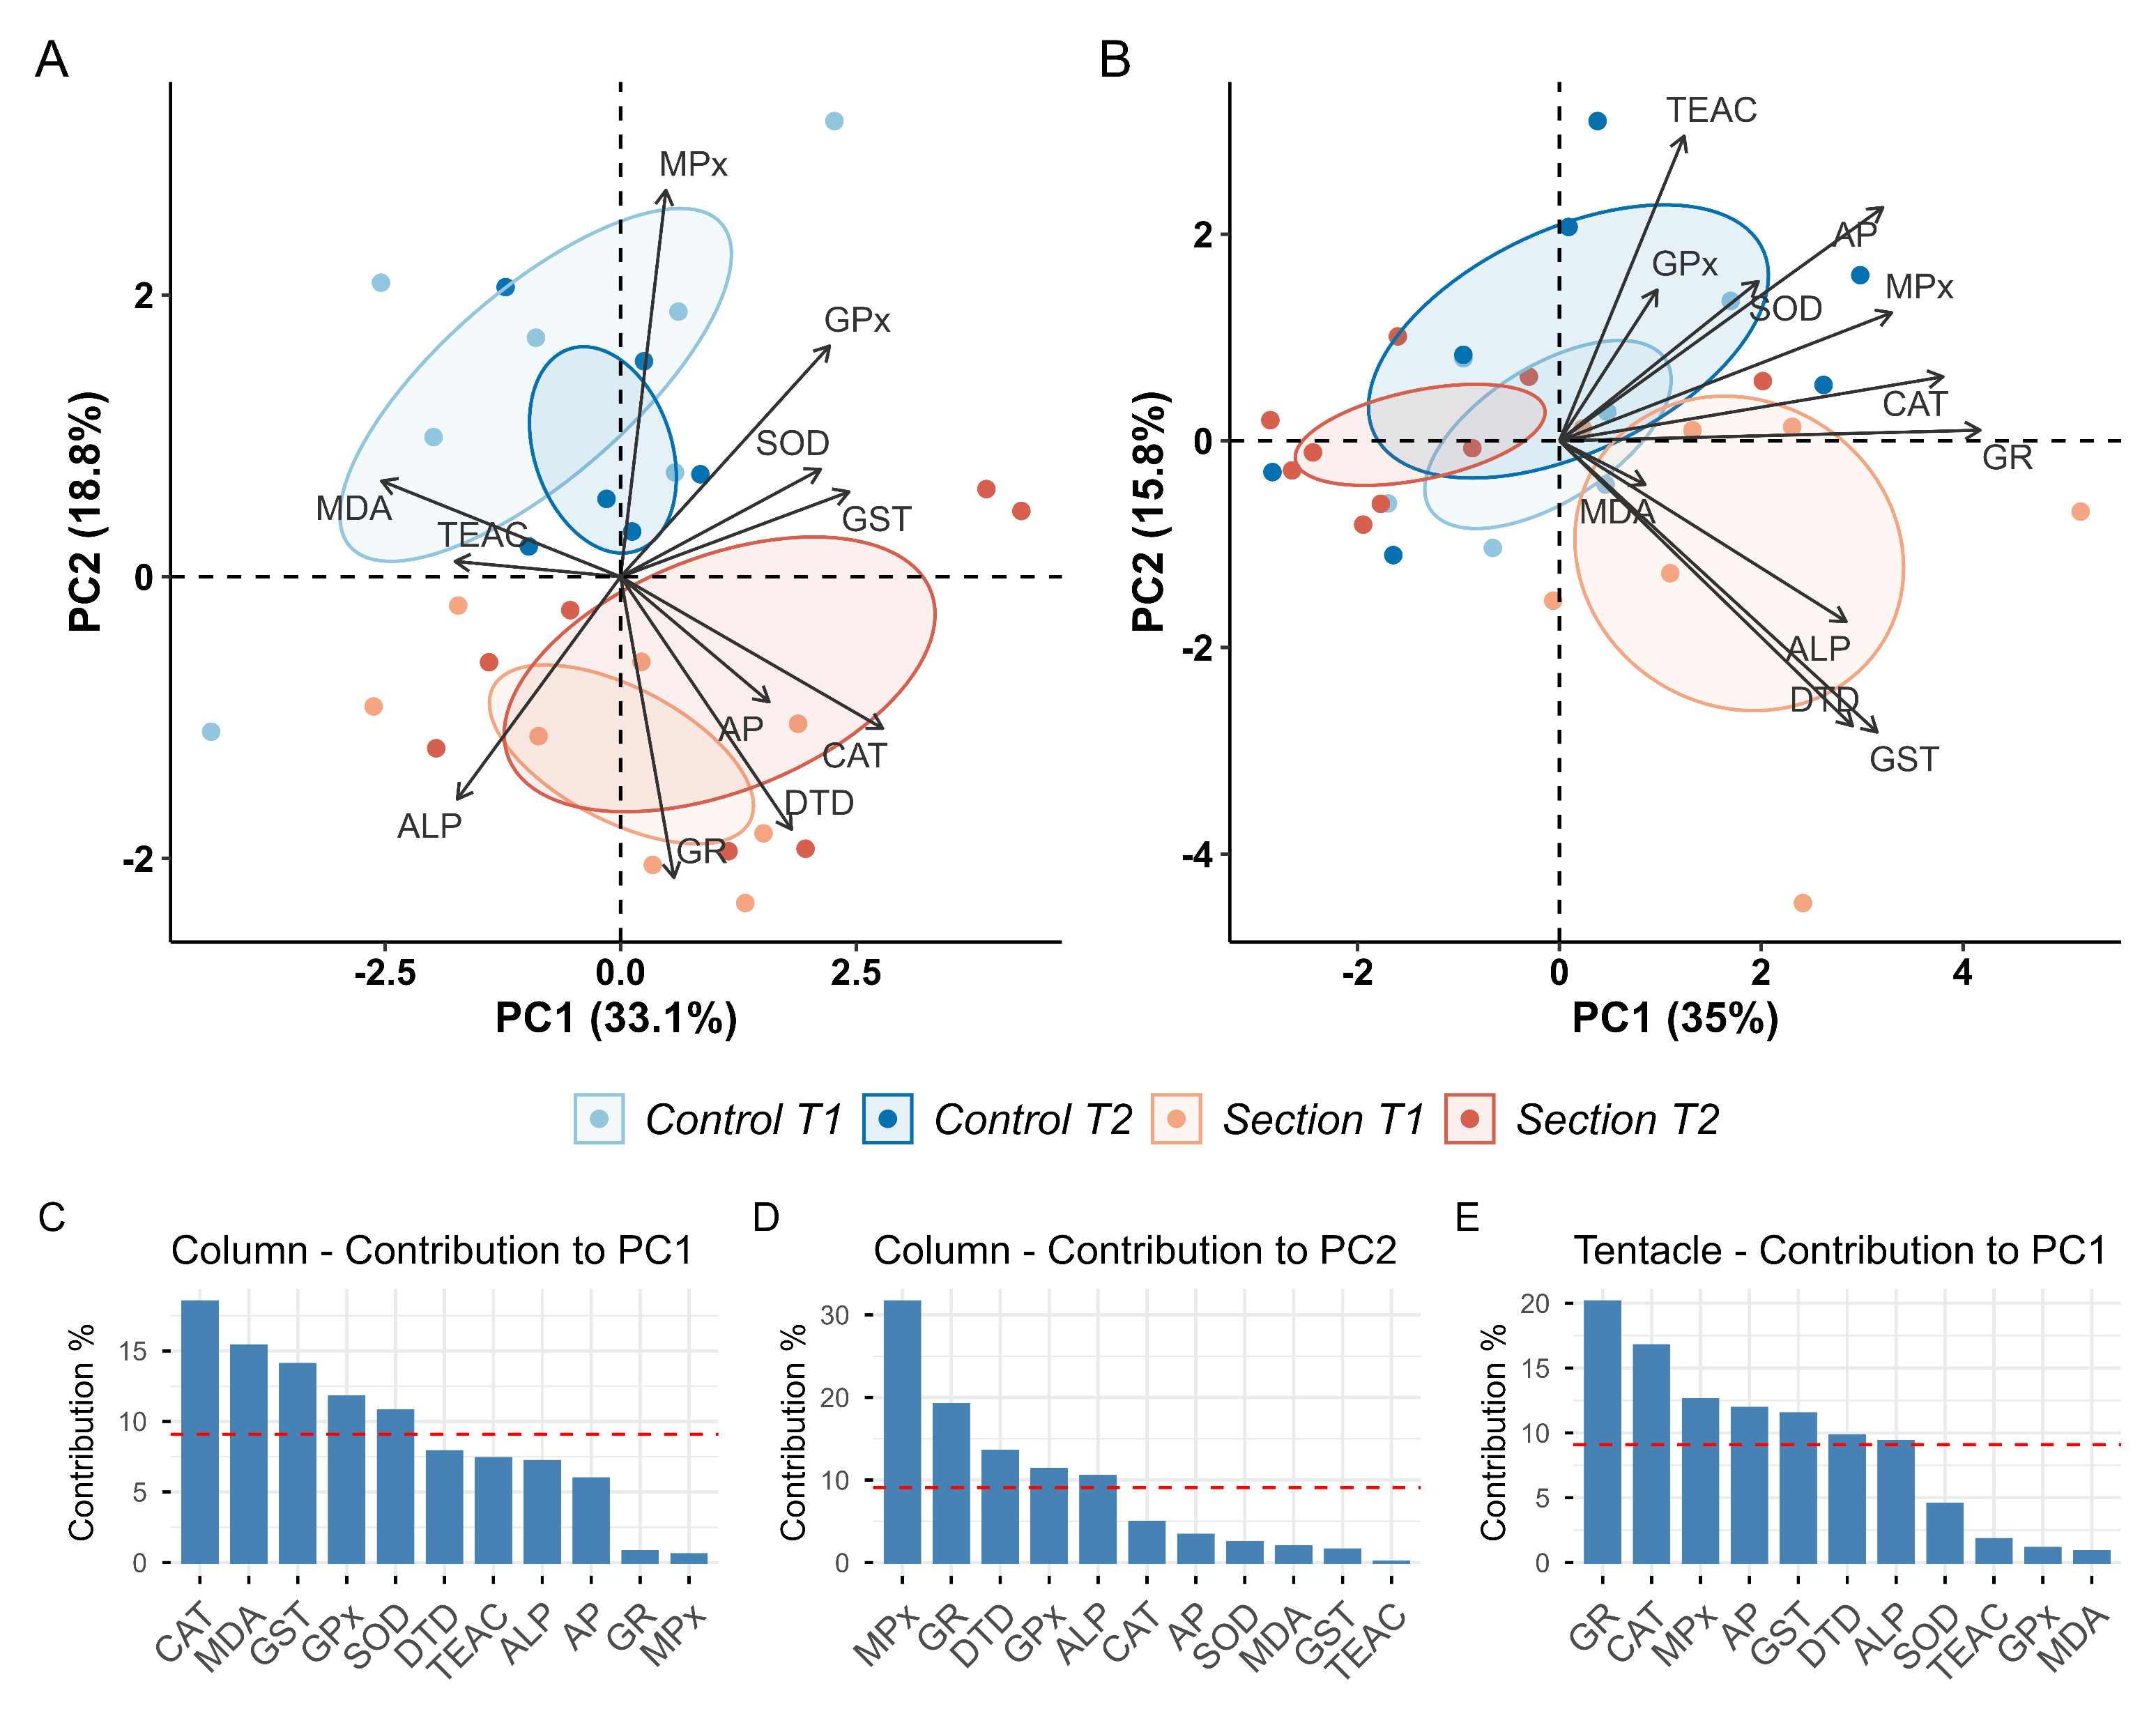 A
B
MPx
GPx
SOD
GST
MDA
TEAC
AP
CAT
DTD
GR
ALP
2
0
-2
-2.5
0.0
2.5
PC2 (18.8%)
PC1 (33.1%)
TEAC
AP
GPx
MPx
SOD
CAT
GR
MDA
ALP
DTD
GST
2
0
-2
-4
-2
0
2
4
PC2 (15.8%)
PC1 (35%)
Control T1
Control T2
Section T1
Section T2
C
Column - Contribution to PC1
Contribution %
15
10
5
0
CAT
MDA
GST
GPx
SOD
DTD
TEAC
ALP
AP
GR
MPx
D
Column - Contribution to PC2
Contribution %
30
20
10
0
MPx
GR
DTD
GPx
ALP
CAT
AP
SOD
MDA
GST
TEAC
E
Tentacle - Contribution to PC1
Contribution %
20
15
10
5
0
GR
CAT
MPx
AP
GST
DTD
ALP
SOD
TEAC
GPx
MDA